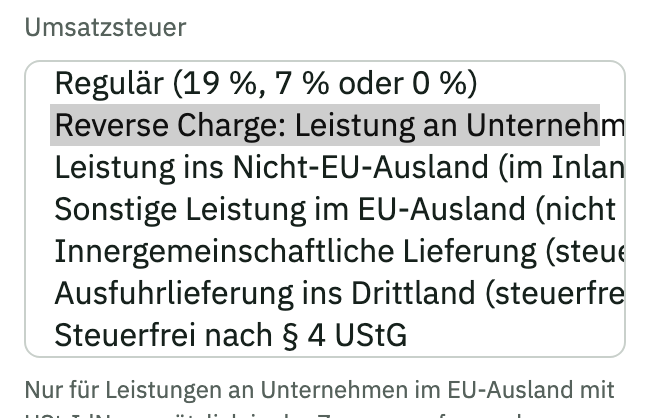 Umsatzsteuer
Regulär (19 %, 7 % oder 0 %)
Reverse Charge: Leistung an Unternehm
Leistung ins Nicht-EU-Ausland (im Inlan
Sonstige Leistung im EU-Ausland (nicht
Innergemeinschaftliche Lieferung (steue
Ausfuhrlieferung ins Drittland (steuerfre
Steuerfrei nach § 4 UStG
Nur für Leistungen an Unternehmen im EU-Ausland mit